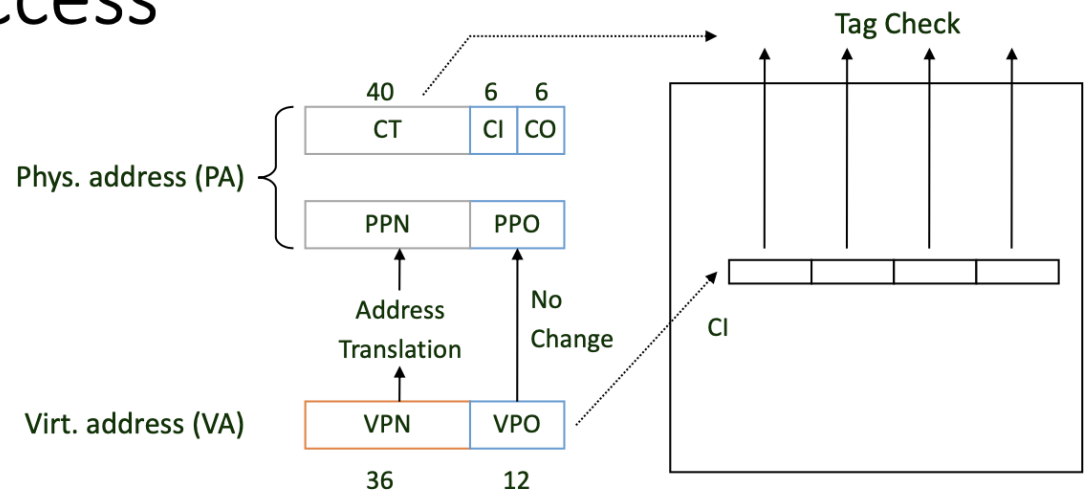 Tag Check
40 6 6
CT CI CO
Phys. address (PA)
PPN PPO
Address
Translation
No
Change
CI
Virt. address (VA)
VPN VPO
36 12